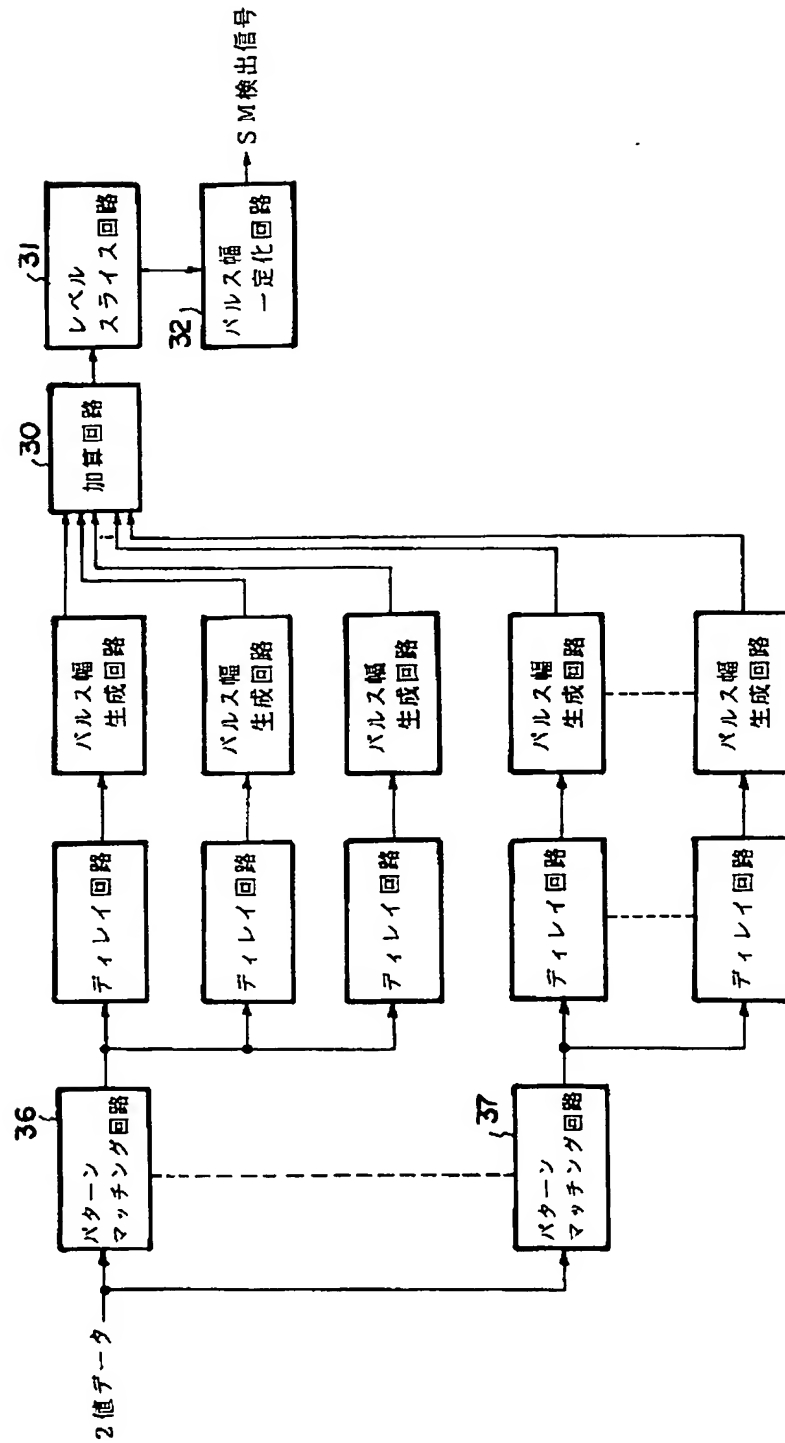 2値データ
36
パターン
マッチング回路
37
パターン
マッチング回路
ディレイ回路
ディレイ回路
ディレイ回路
ディレイ回路
ディレイ回路
パルス幅
生成回路
パルス幅
生成回路
パルス幅
生成回路
パルス幅
生成回路
パルス幅
生成回路
30
加算回路
31
レベル
スライス回路
32
パルス幅
一定化回路
SM検出信号